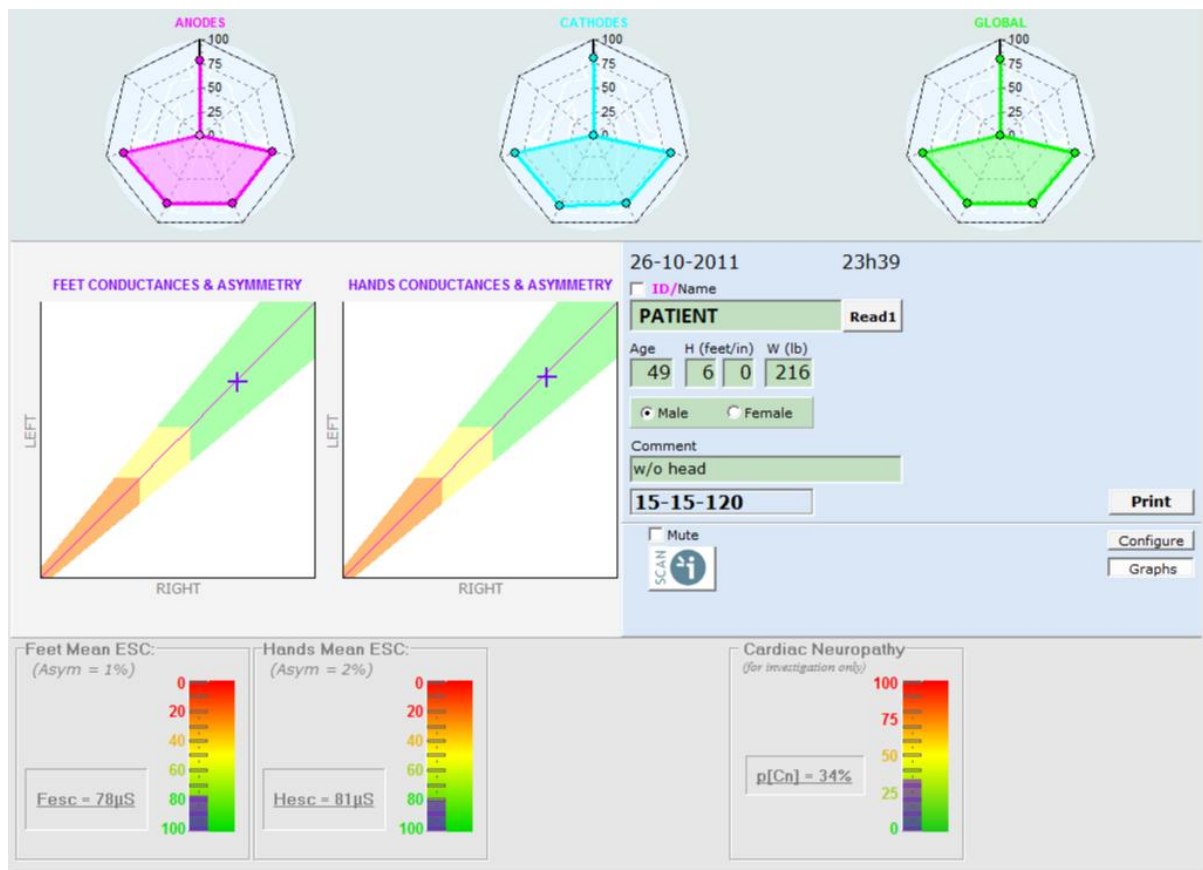 ANODES
100
75
50
25
0
CATHODES
100
75
50
25
0
GLOBAL
100
75
50
25
0
FEET CONDUCTANCES & ASYMMETRY
LEFT
RIGHT
HANDS CONDUCTANCES & ASYMMETRY
LEFT
RIGHT
26-10-2011 23h39
ID/Name
PATIENT Read1
Age H (feet/in) W (lb)
49 6 0 216
Male Female
Comment
w/o head
15-15-120 Print
Mute
SCAN i
Configure
Graphs
Feet Mean ESC:
(Asym = 1%)
0
20
40
60
80
100
Fesc = 78µS
Hands Mean ESC:
(Asym = 2%)
0
20
40
60
80
100
Hesc = 81µS
Cardiac Neuropathy
(for investigation only)
100
75
50
25
0
p[Cn] = 34%